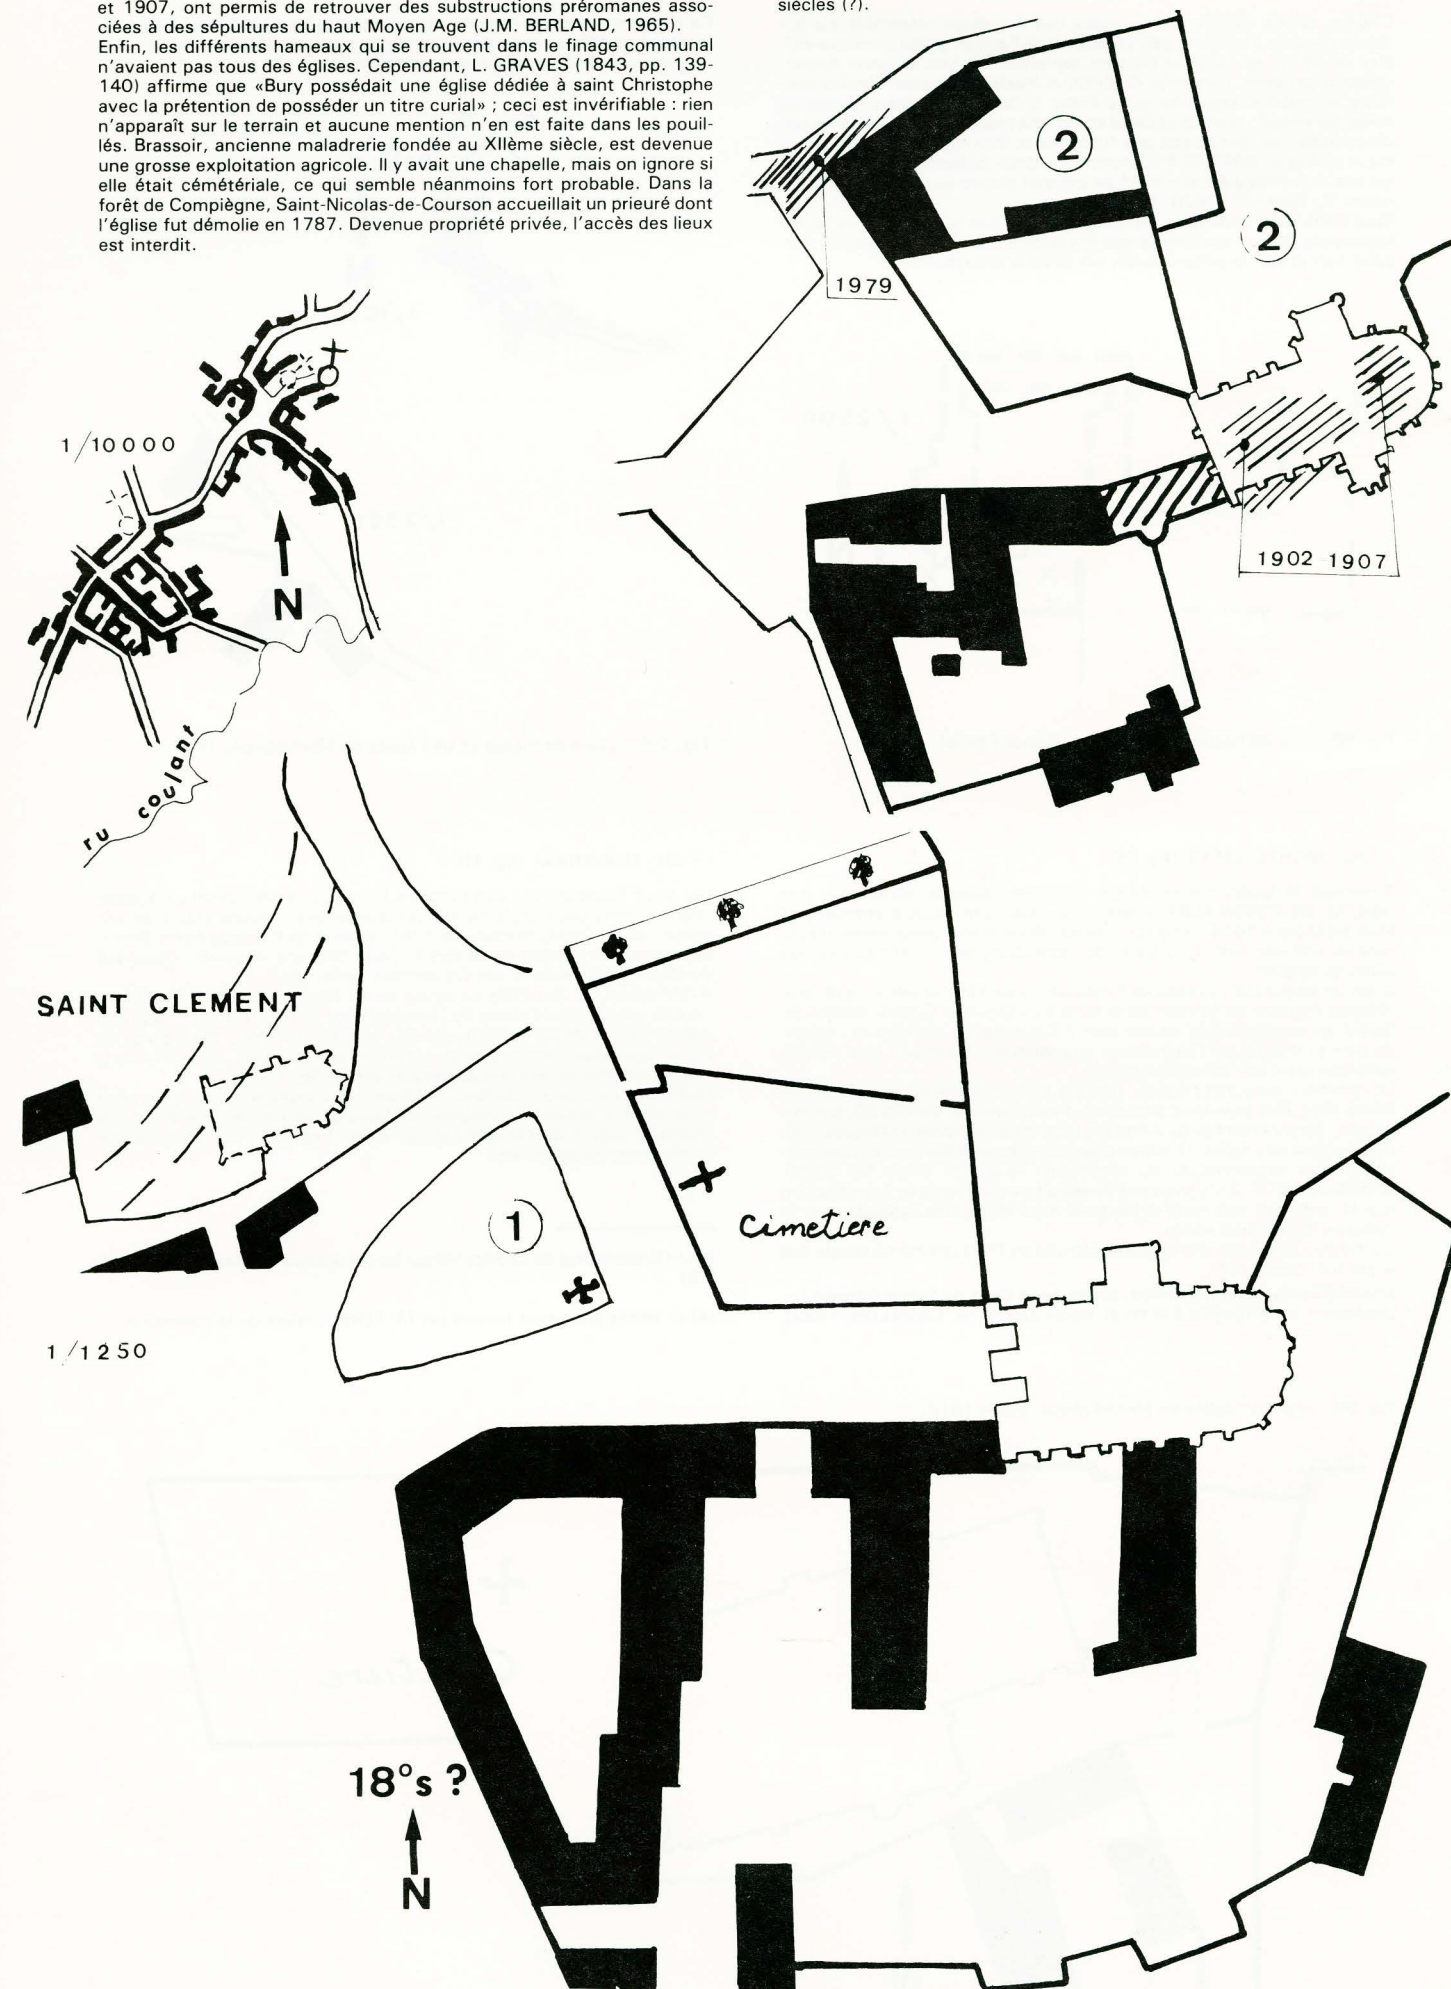 et 1907, ont permis de retrouver des substructions préromanes asso-
ciées à des sépultures du haut Moyen Age (J.M. BERLAND, 1965).
Enfin, les différents hameaux qui se trouvent dans le finage communal
n'avaient pas tous des églises. Cependant, L. GRAVES (1843, pp. 139-
140) affirme que «Bury possédait une église dédiée à saint Christophe
avec la prétention de posséder un titre curial» ; ceci est invérifiable : rien
n'apparaît sur le terrain et aucune mention n'en est faite dans les pouil-
lés. Brassoir, ancienne maladrerie fondée au XIIème siècle, est devenue
une grosse exploitation agricole. Il y avait une chapelle, mais on ignore si
elle était cémétériale, ce qui semble néanmoins fort probable. Dans la
forêt de Compiègne, Saint-Nicolas-de-Courson accueillait un prieuré dont
l'église fut démolie en 1787. Devenue propriété privée, l'accès des lieux
est interdit.
siècles (?).
2
2
1979
1902 1907
1/10000
N
ru coulant
SAINT CLEMENT
1
Cimetiere
1/1250
18°s ?
N